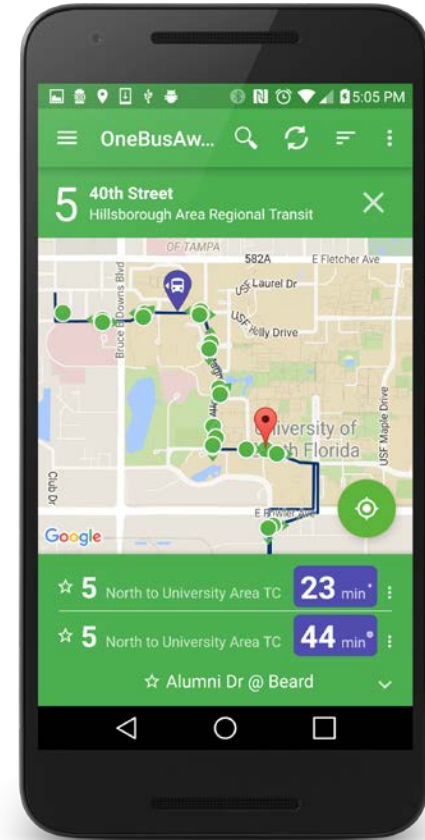 5:05 PM
OneBusAw...
5
40th Street
Hillsborough Area Regional Transit
OF TAMPA
582A
E Fletcher Ave
Bruce B Downs Blvd
USF Laurel Dr
USF Holly Drive
University of
South Florida
USF Maple Drive
Club Dr
E Fowler Ave
Google
5 North to University Area TC 23 min
5 North to University Area TC 44 min
Alumni Dr @ Beard